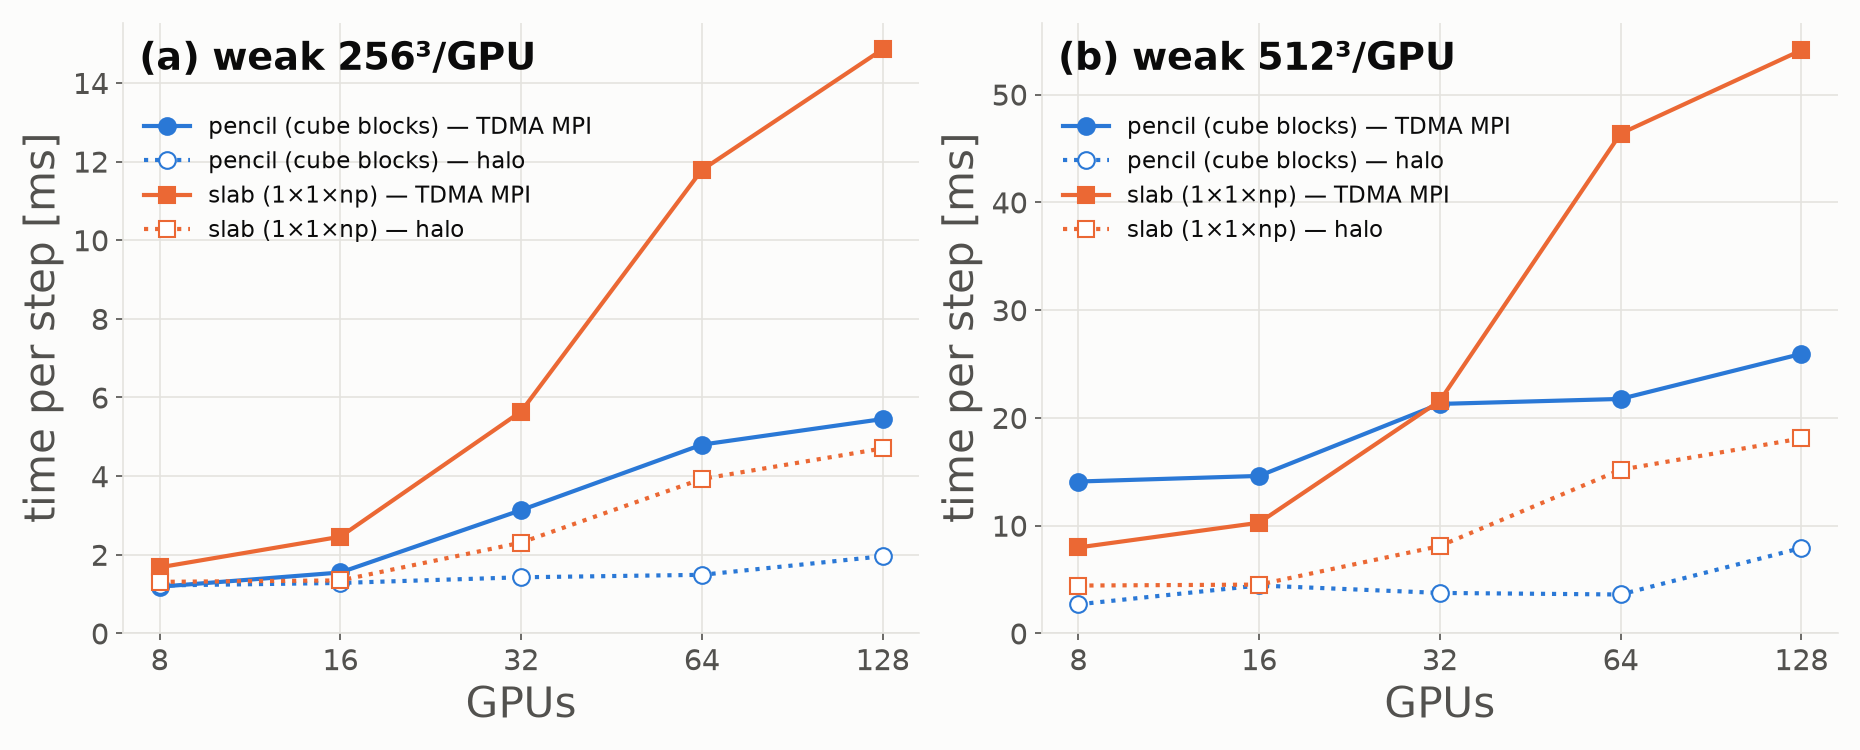 (a) weak 256³/GPU
pencil (cube blocks) — TDMA MPI
pencil (cube blocks) — halo
slab (1×1×np) — TDMA MPI
slab (1×1×np) — halo
time per step [ms]
14
12
10
8
6
4
2
0
8 16 32 64 128
GPUs
(b) weak 512³/GPU
pencil (cube blocks) — TDMA MPI
pencil (cube blocks) — halo
slab (1×1×np) — TDMA MPI
slab (1×1×np) — halo
time per step [ms]
50
40
30
20
10
0
8 16 32 64 128
GPUs